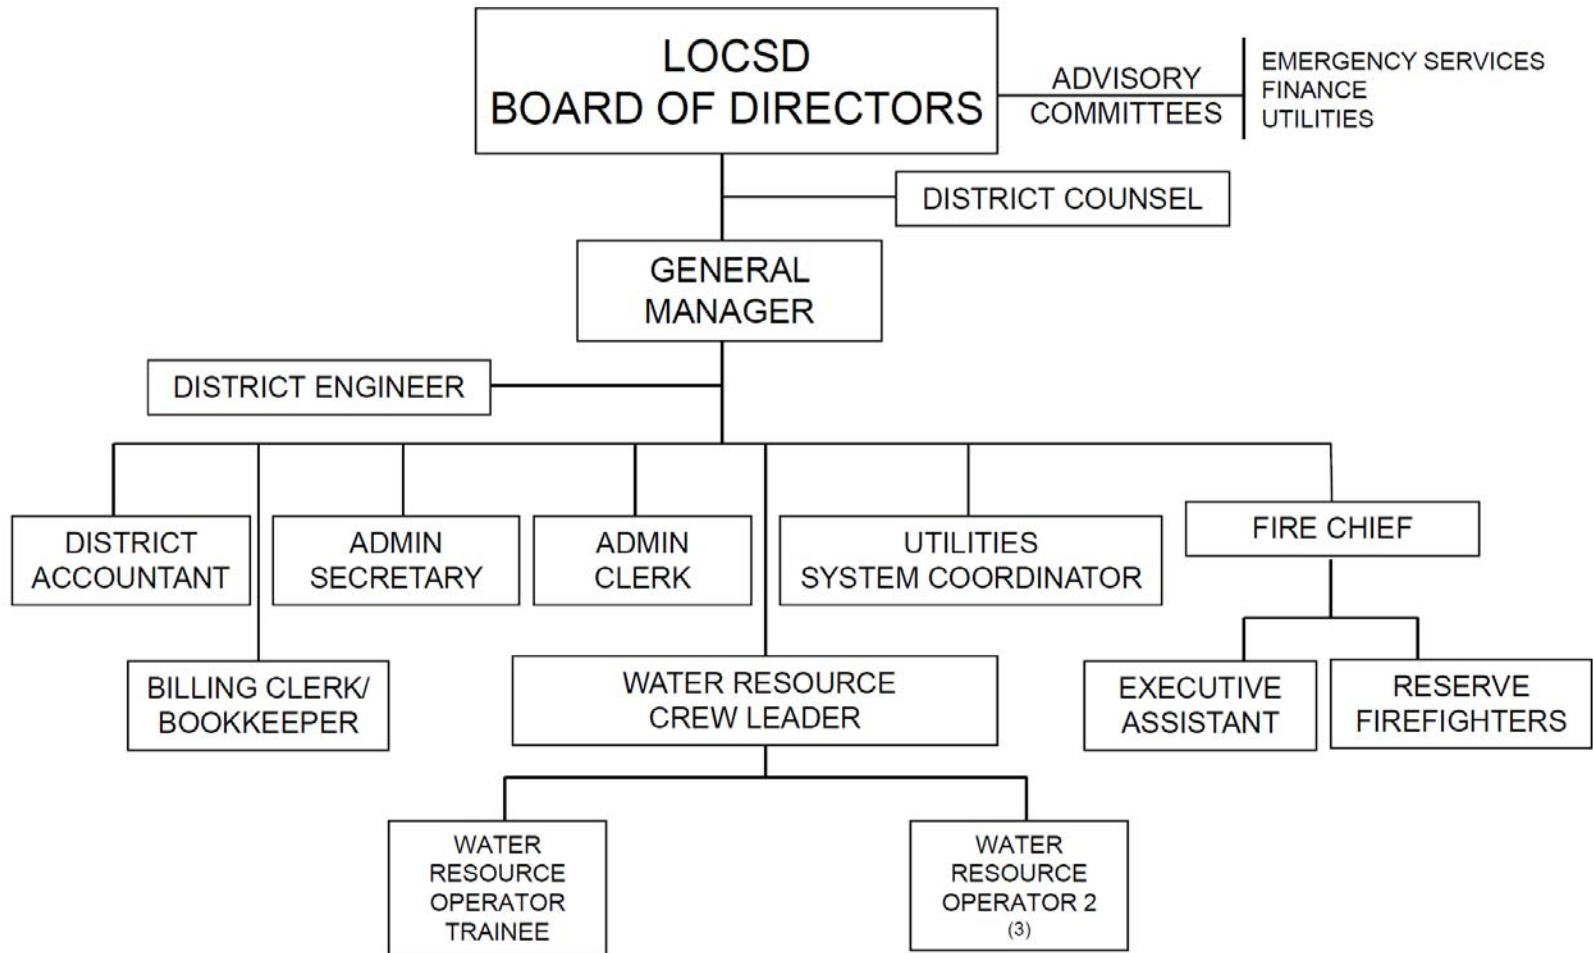 LOCSD
BOARD OF DIRECTORS
ADVISORY
COMMITTEES
EMERGENCY SERVICES
FINANCE
UTILITIES
DISTRICT COUNSEL
GENERAL
MANAGER
DISTRICT ENGINEER
DISTRICT
ACCOUNTANT
ADMIN
SECRETARY
ADMIN
CLERK
UTILITIES
SYSTEM COORDINATOR
FIRE CHIEF
BILLING CLERK/
BOOKKEEPER
WATER RESOURCE
CREW LEADER
EXECUTIVE
ASSISTANT
RESERVE
FIREFIGHTERS
WATER
RESOURCE
OPERATOR
TRAINEE
WATER
RESOURCE
OPERATOR 2
(3)